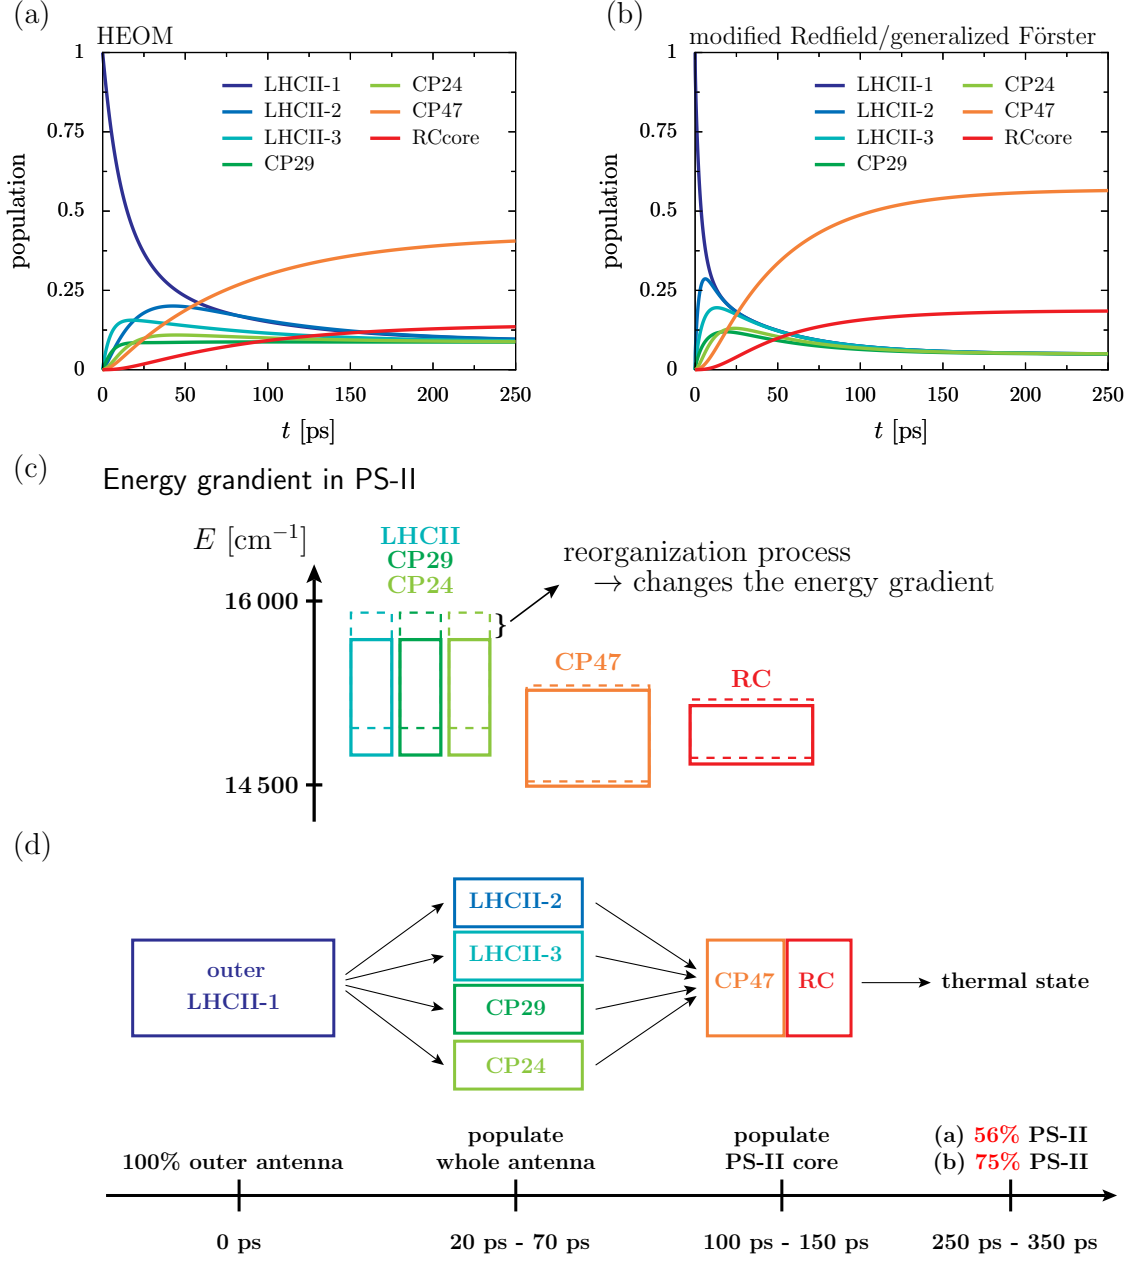 (a)
HEOM
1
0.75
0.5
0.25
0
population
LHCII-1
LHCII-2
LHCII-3
CP29
CP24
CP47
RCcore
0 50 100 150 200 250
t [ps]
(b)
modified Redfield/generalized Förster
1
0.75
0.5
0.25
0
population
LHCII-1
LHCII-2
LHCII-3
CP29
CP24
CP47
RCcore
0 50 100 150 200 250
t [ps]
(c)
Energy grandient in PS-II
E [cm⁻¹]
16 000
14 500
LHCII
CP29
CP24
}
reorganization process
→ changes the energy gradient
CP47
RC
(d)
outer
LHCII-1
LHCII-2
LHCII-3
CP29
CP24
CP47 RC
thermal state
100% outer antenna
populate
whole antenna
populate
PS-II core
(a) 56% PS-II
(b) 75% PS-II
0 ps
20 ps - 70 ps
100 ps - 150 ps
250 ps - 350 ps